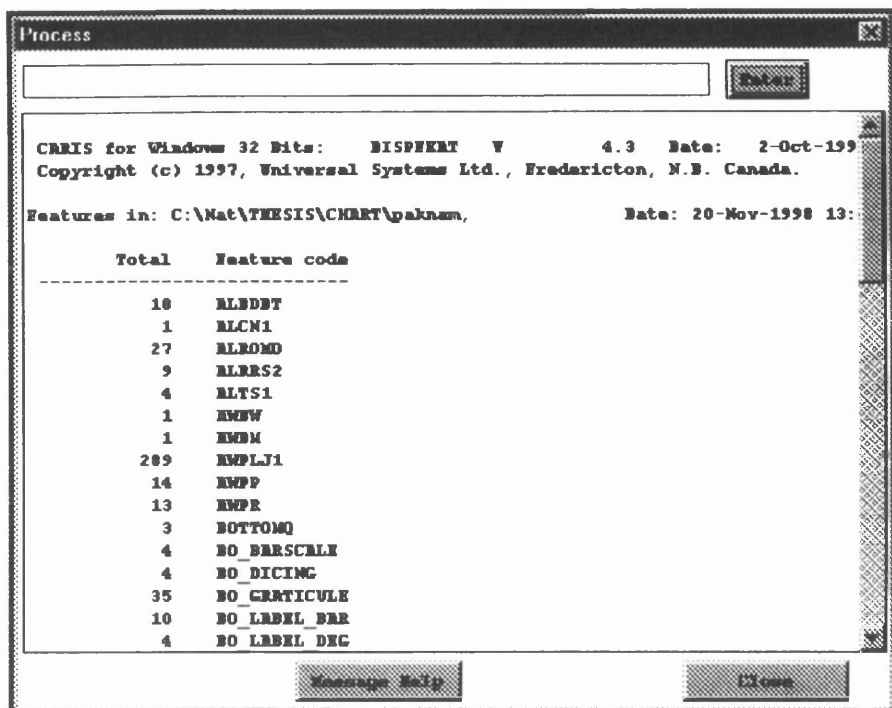 Process
Enter
CARIS for Windows 32 Bits: DISPFEAT V 4.3 Date: 2-Oct-199
Copyright (c) 1997, Universal Systems Ltd., Fredericton, N.B. Canada.
Features in: C:\Nat\THESIS\CHART\paknam, Date: 20-Nov-1998 13:
Total Feature code
18 ALBDBT
1 ALCN1
27 ALROMD
9 ALRRS2
4 ALTS1
1
1
289 AWPLJ1
14 AWPP
13 AWPR
3 BOTTOMQ
4 BO_BARSCALE
4 BO_DICING
35 BO_GRATICULE
10 BO_LABEL_BAR
4 BO_LABEL_DEG
Message Help
Close